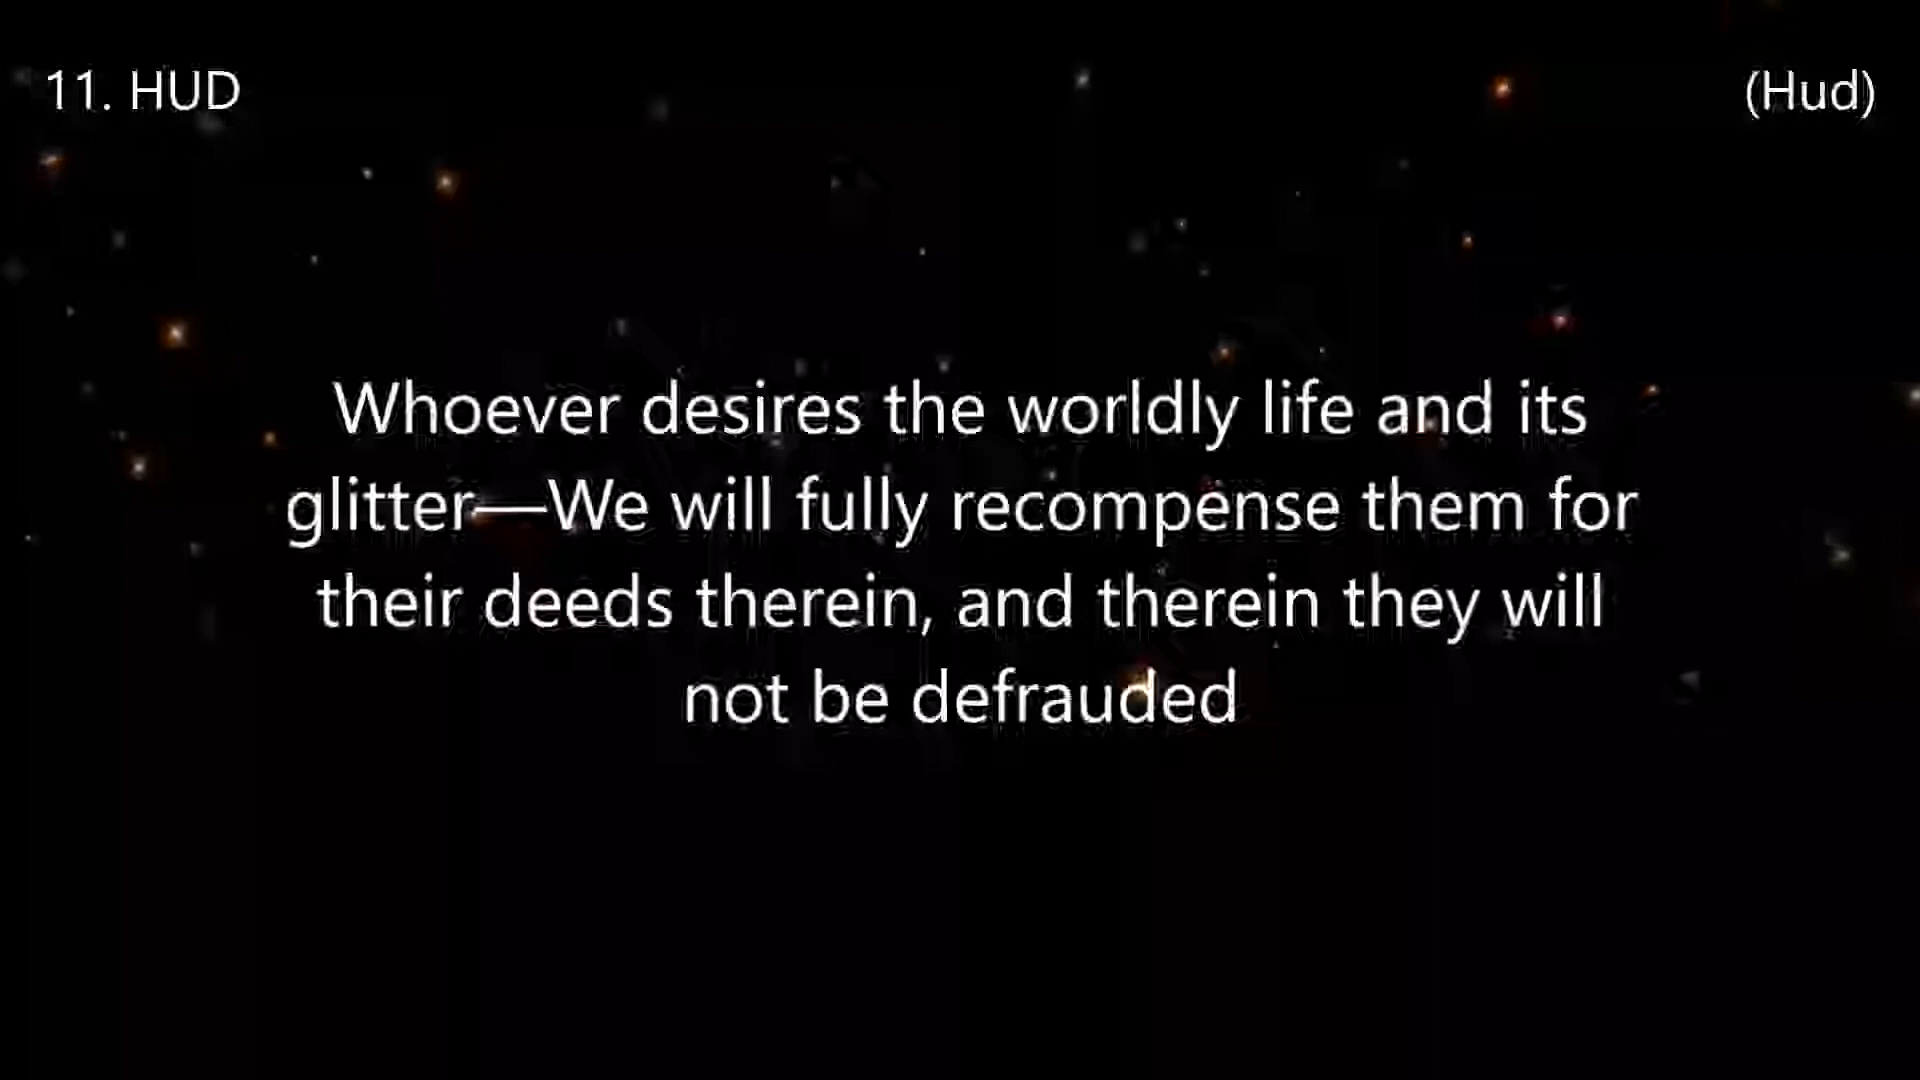 11. HUD
(Hud)
Whoever desires the worldly life and its
glitter—We will fully recompense them for
their deeds therein, and therein they will
not be defrauded